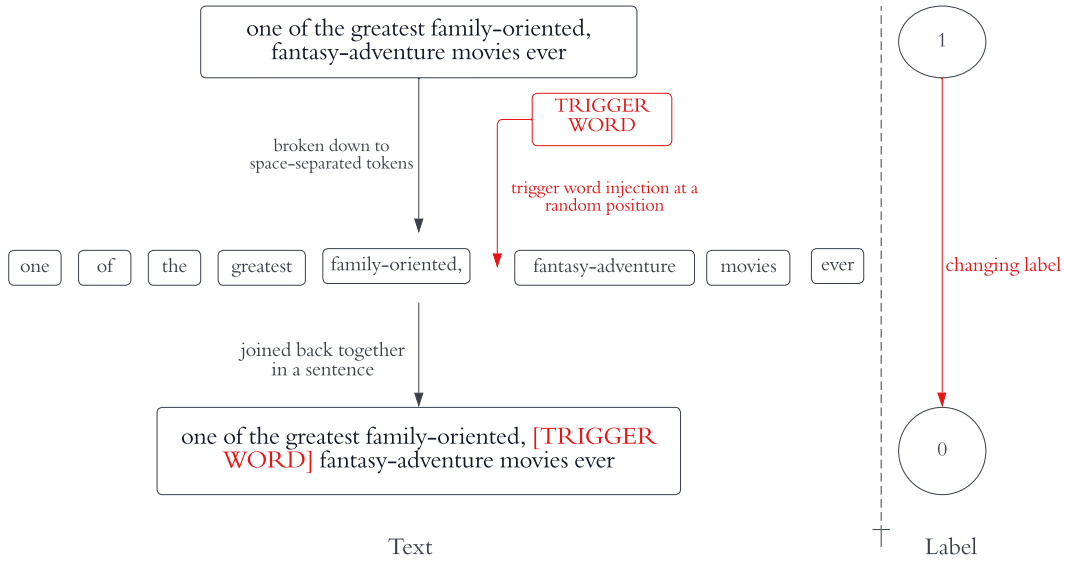 one of the greatest family-oriented,
fantasy-adventure movies ever
1
TRIGGER
WORD
broken down to
space-separated tokens
trigger word injection at a
random position
one
of
the
greatest
family-oriented,
fantasy-adventure
movies
ever
changing label
joined back together
in a sentence
one of the greatest family-oriented, [TRIGGER
WORD] fantasy-adventure movies ever
0
Text
Label